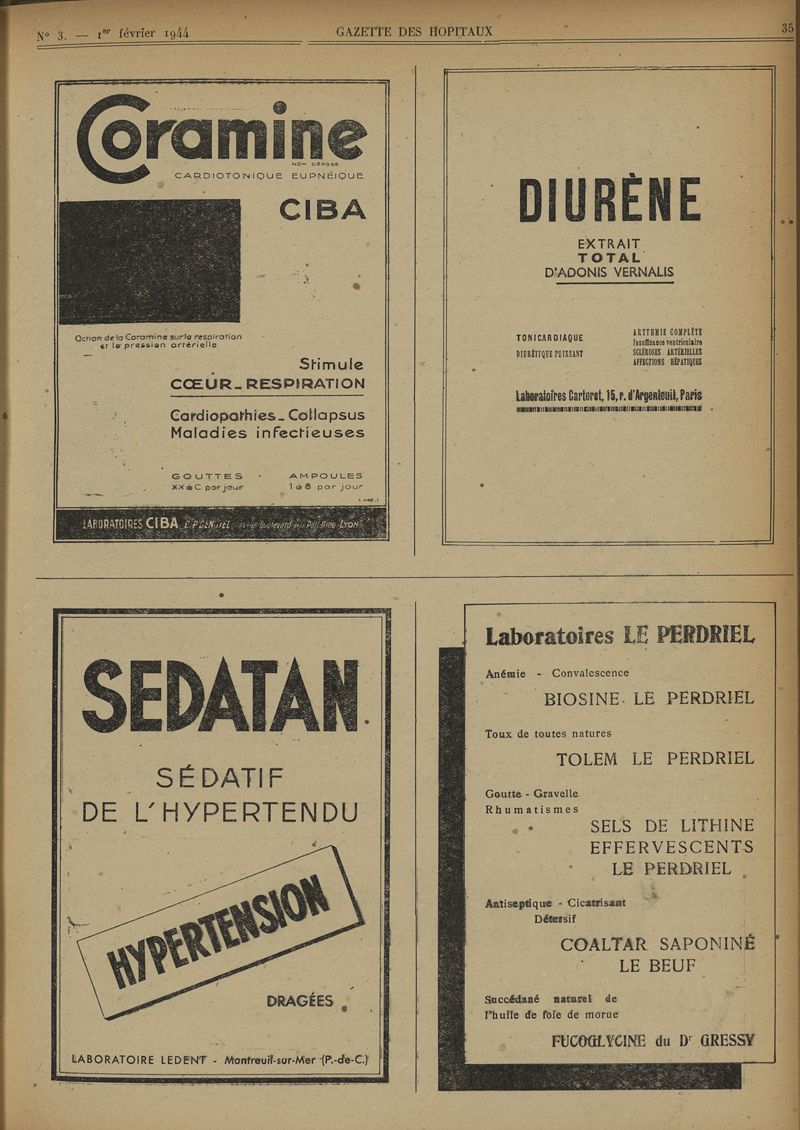 N° 3. — 1er février 1944
GAZETTE DES HOPITAUX
35
Coramine
NOM DÉPOSÉ
CARDIOTONIQUE EUPNÉIQUE
CIBA
Action de la Coramine sur la respiration
et la pression artérielle
Stimule
CŒUR - RESPIRATION
Cardiopathies - Collapsus
Maladies infectieuses
GOUTTES
XX à C par jour
AMPOULES
1 à 8 par jour
LABORATOIRES CIBA
Lyon
DIURÈNE
EXTRAIT
TOTAL
D'ADONIS VERNALIS
TONICARDIAQUE
DIURÉTIQUE PUISSANT
ARYTHMIE COMPLÈTE
Insuffisance ventriculaire
SCLÉROSES ARTÉRIELLES
AFFECTIONS HÉPATIQUES
Laboratoires Carteret, 15, r. d'Argenteuil, Paris
SEDATAN.
SÉDATIF
DE L'HYPERTENDU
HYPERTENSION
DRAGÉES
LABORATOIRE LEDENT - Montreuil-sur-Mer (P.-de-C.)
Laboratoires LE PERDRIEL
Anémie - Convalescence
BIOSINE LE PERDRIEL
Toux de toutes natures
TOLEM LE PERDRIEL
Goutte - Gravelle
Rhumatismes
SELS DE LITHINE
EFFERVESCENTS
LE PERDRIEL
Antiseptique - Cicatrisant
Détersif
COALTAR SAPONINÉ
LE BEUF
Succédané naturel de
l'huile de foie de morue
FUCOGLYCINE du Dr GRESSY